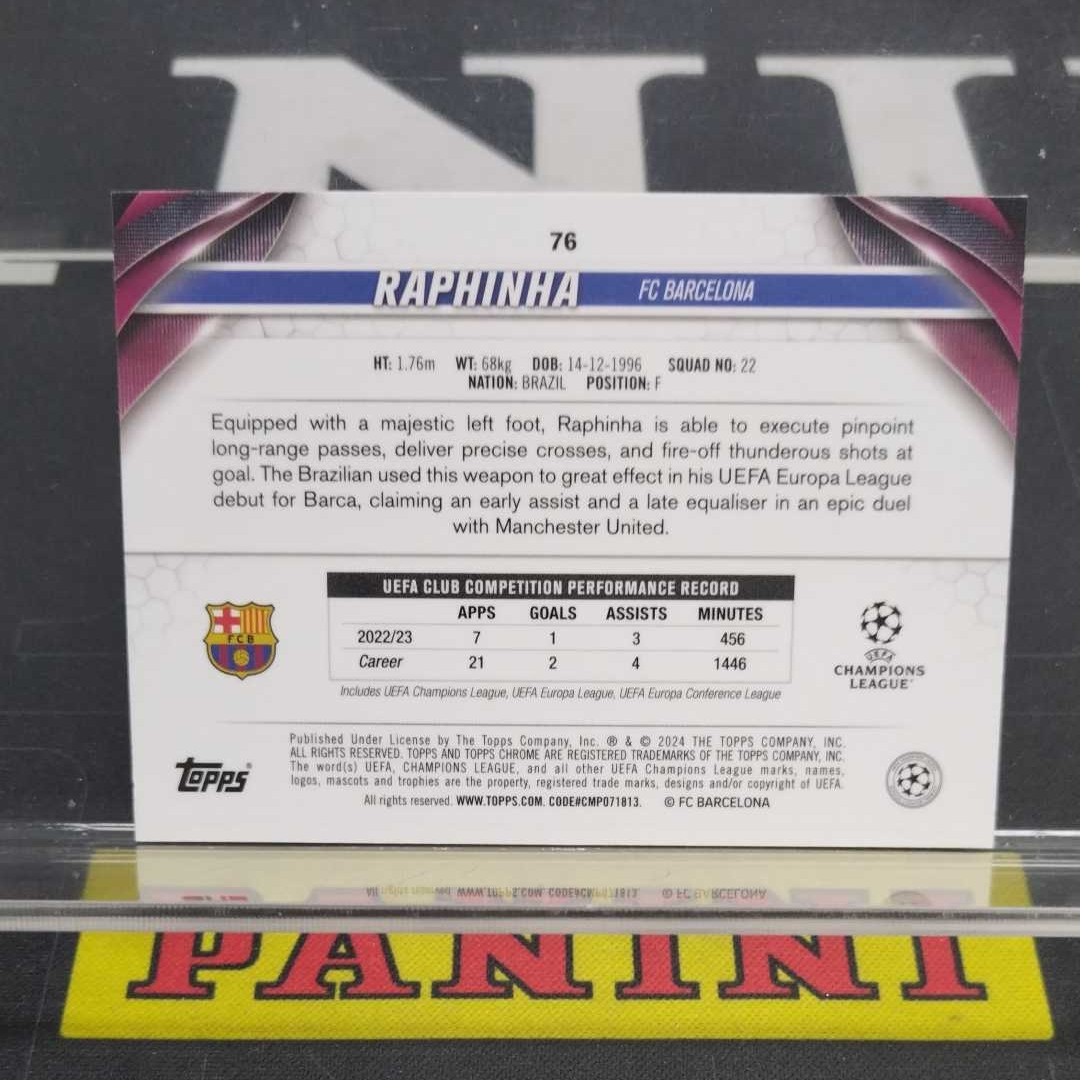 76
RAPHINHA FC BARCELONA
HT: 1.76m WT: 68kg DOB: 14-12-1996 SQUAD NO: 22
NATION: BRAZIL POSITION: F
Equipped with a majestic left foot, Raphinha is able to execute pinpoint
long-range passes, deliver precise crosses, and fire-off thunderous shots at
goal. The Brazilian used this weapon to great effect in his UEFA Europa League
debut for Barca, claiming an early assist and a late equaliser in an epic duel
with Manchester United.
UEFA CLUB COMPETITION PERFORMANCE RECORD
APPS GOALS ASSISTS MINUTES
2022/23 7 1 3 456
Career 21 2 4 1446
Includes UEFA Champions League, UEFA Europa League, UEFA Europa Conference League
FCB
UEFA
CHAMPIONS
LEAGUE
Published Under License by The Topps Company, Inc. ® & © 2024 THE TOPPS COMPANY, INC.
ALL RIGHTS RESERVED. TOPPS AND TOPPS CHROME ARE REGISTERED TRADEMARKS OF THE TOPPS COMPANY, INC.
The word(s) UEFA, CHAMPIONS LEAGUE, and all other UEFA Champions League marks, names,
logos, mascots and trophies are the property, registered trade marks, designs and/or copyright of UEFA.
All rights reserved. WWW.TOPPS.COM. CODE#CMP071813. © FC BARCELONA
topps
PANINI